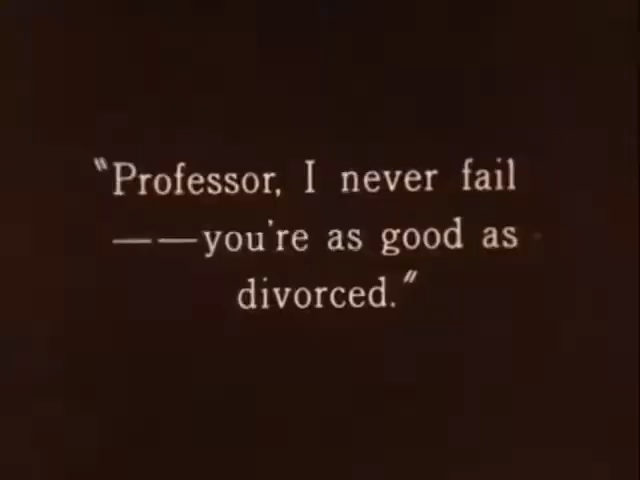 "Professor, I never fail
——you're as good as
divorced."